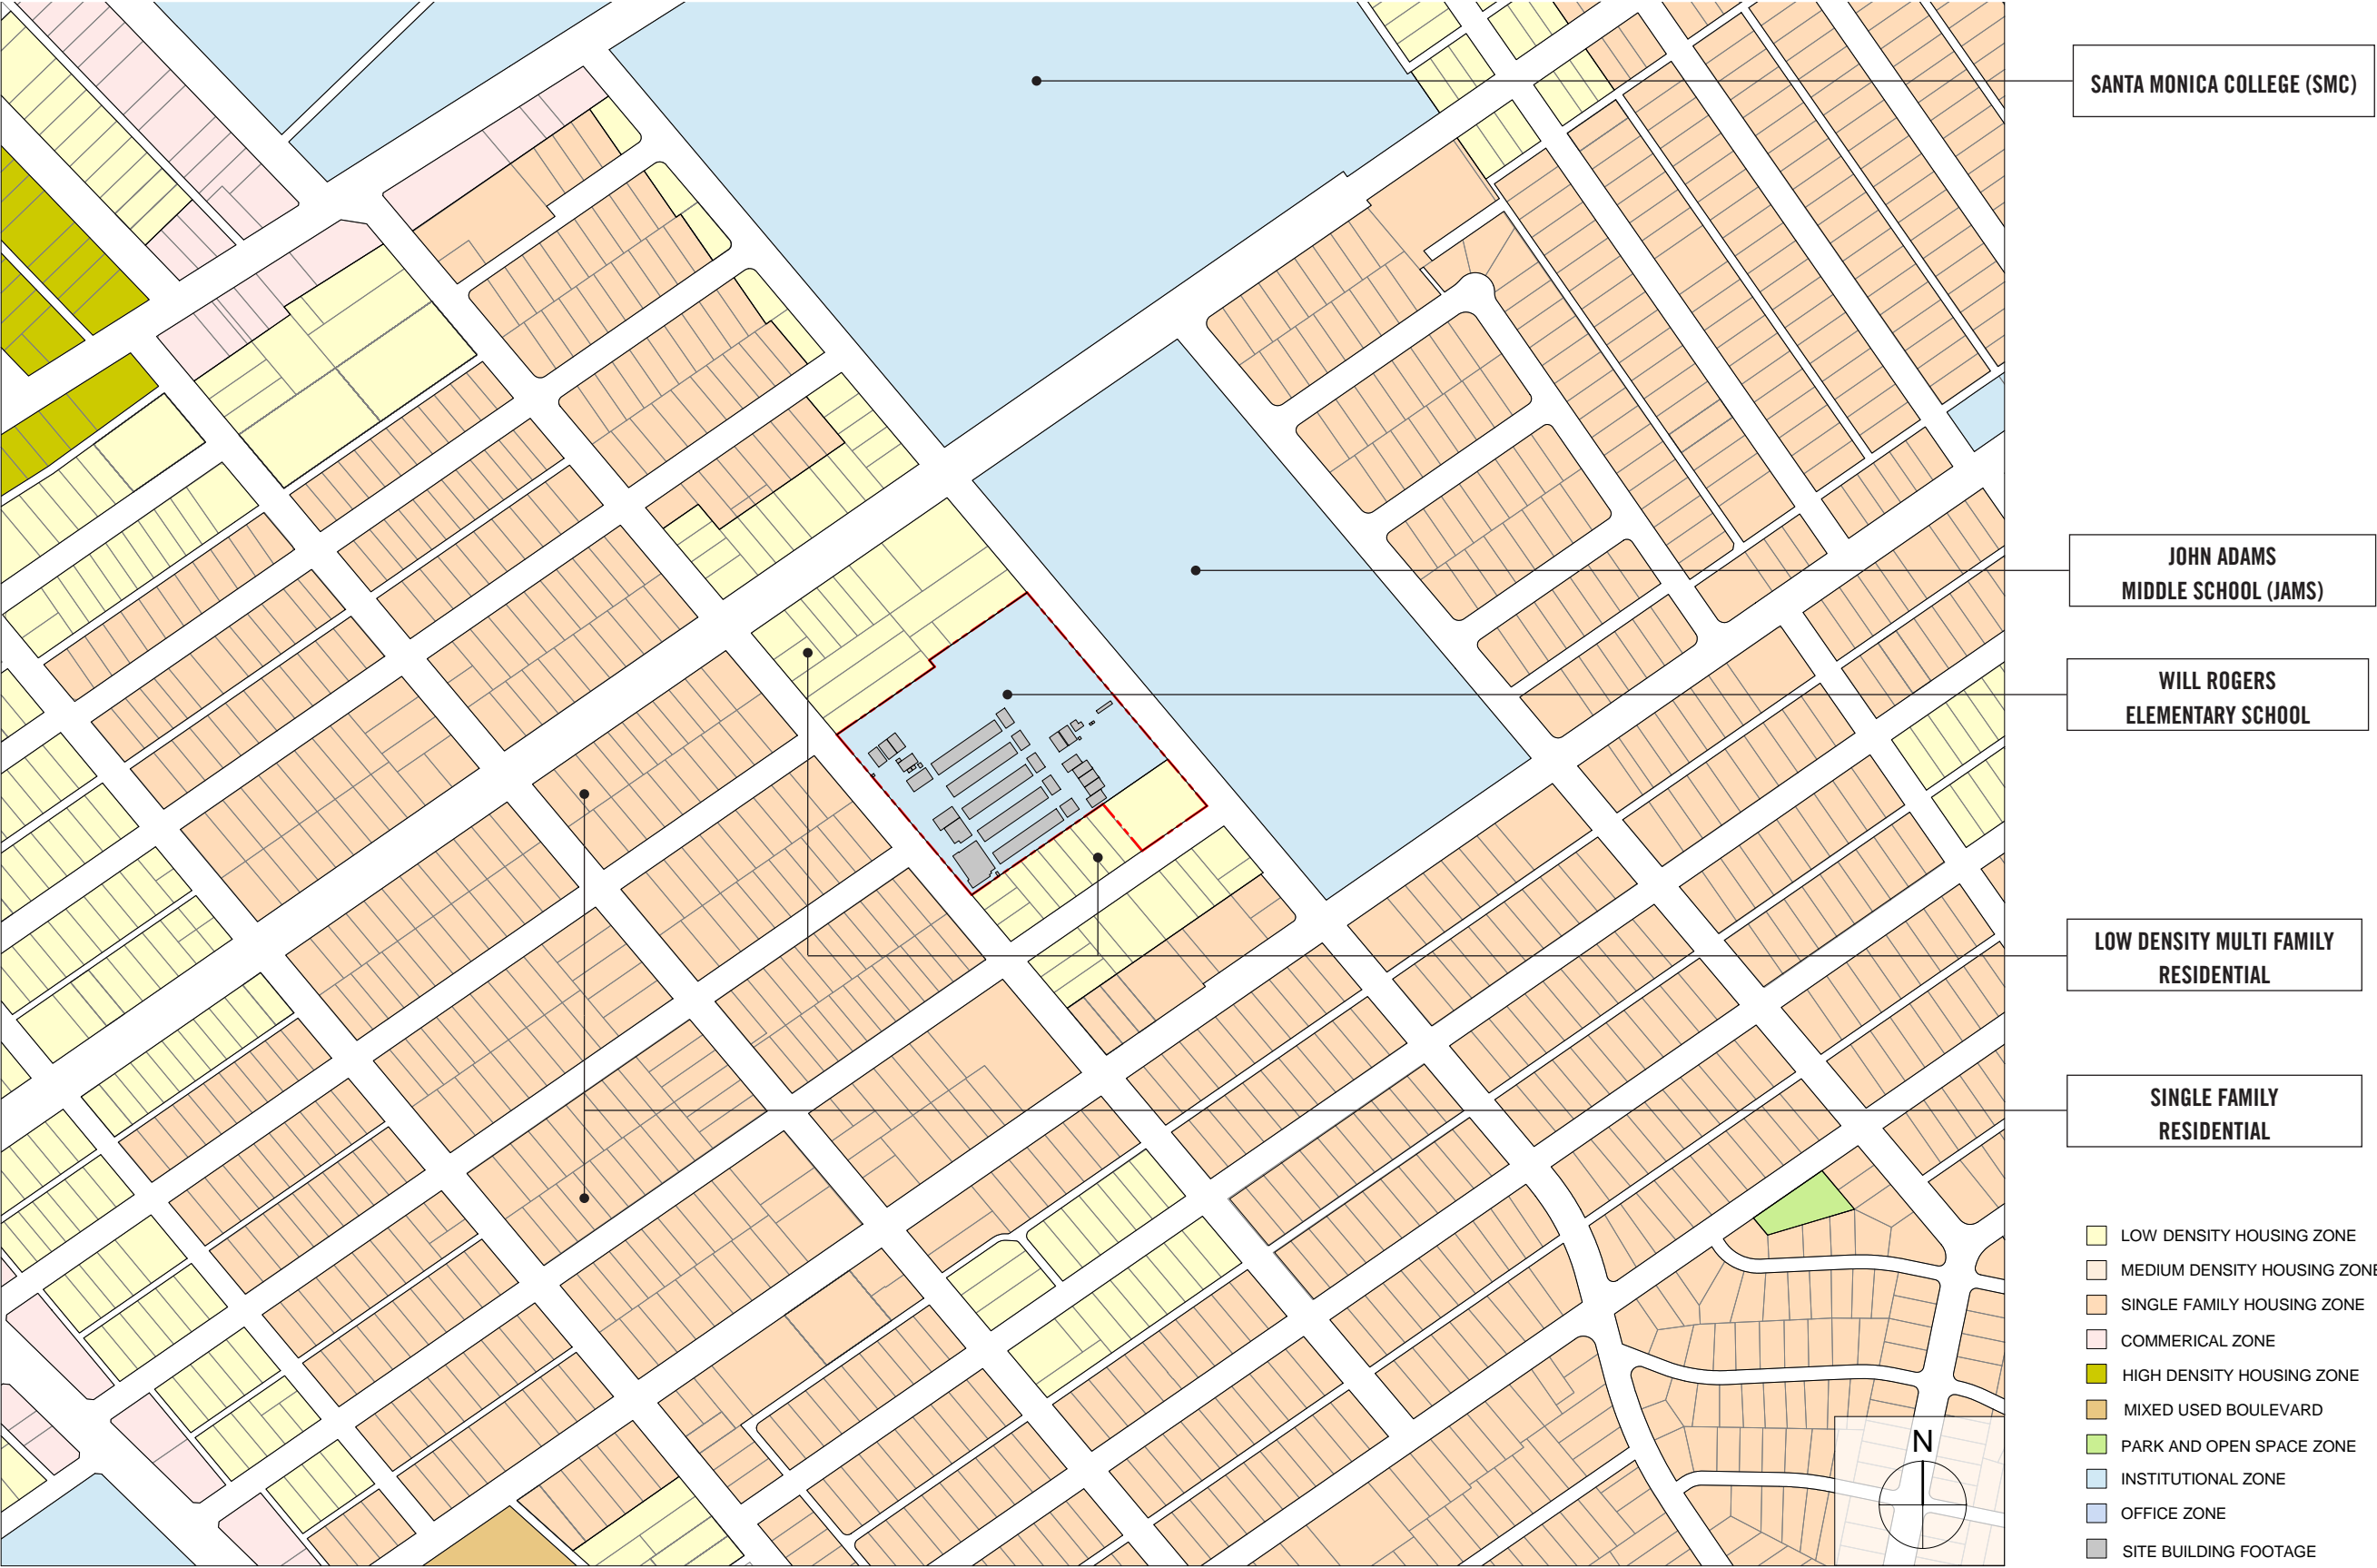 SANTA MONICA COLLEGE (SMC)
JOHN ADAMS
MIDDLE SCHOOL (JAMS)
WILL ROGERS
ELEMENTARY SCHOOL
LOW DENSITY MULTI FAMILY
RESIDENTIAL
SINGLE FAMILY
RESIDENTIAL
LOW DENSITY HOUSING ZONE
MEDIUM DENSITY HOUSING ZONE
SINGLE FAMILY HOUSING ZONE
COMMERICAL ZONE
HIGH DENSITY HOUSING ZONE
MIXED USED BOULEVARD
PARK AND OPEN SPACE ZONE
INSTITUTIONAL ZONE
OFFICE ZONE
SITE BUILDING FOOTAGE
N